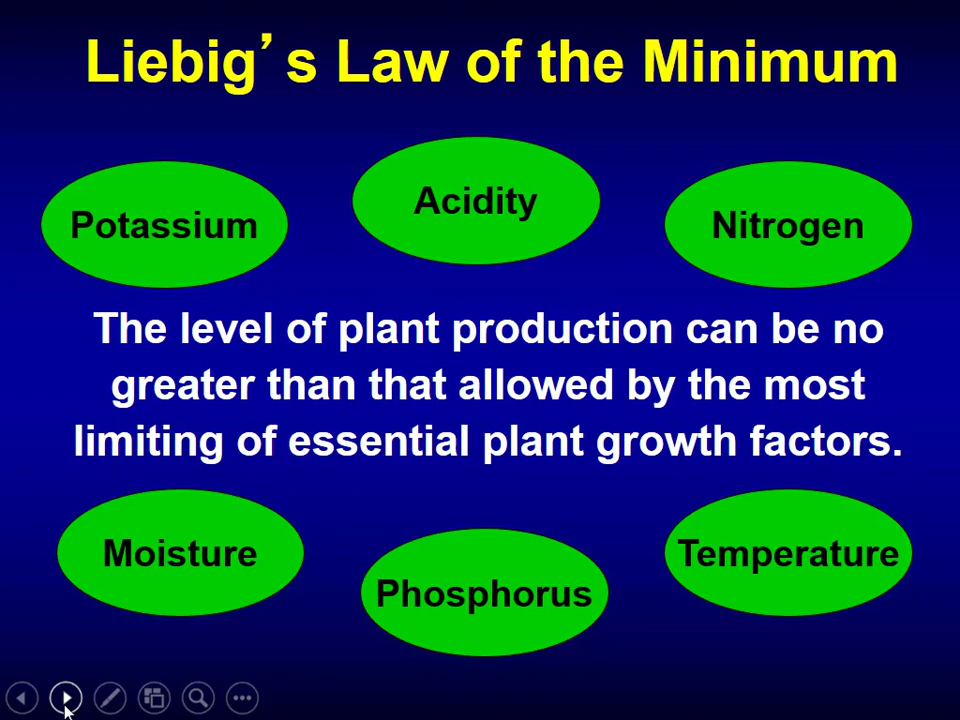 Liebig’s Law of the Minimum
Potassium
Acidity
Nitrogen
The level of plant production can be no
greater than that allowed by the most
limiting of essential plant growth factors.
Moisture
Phosphorus
Temperature